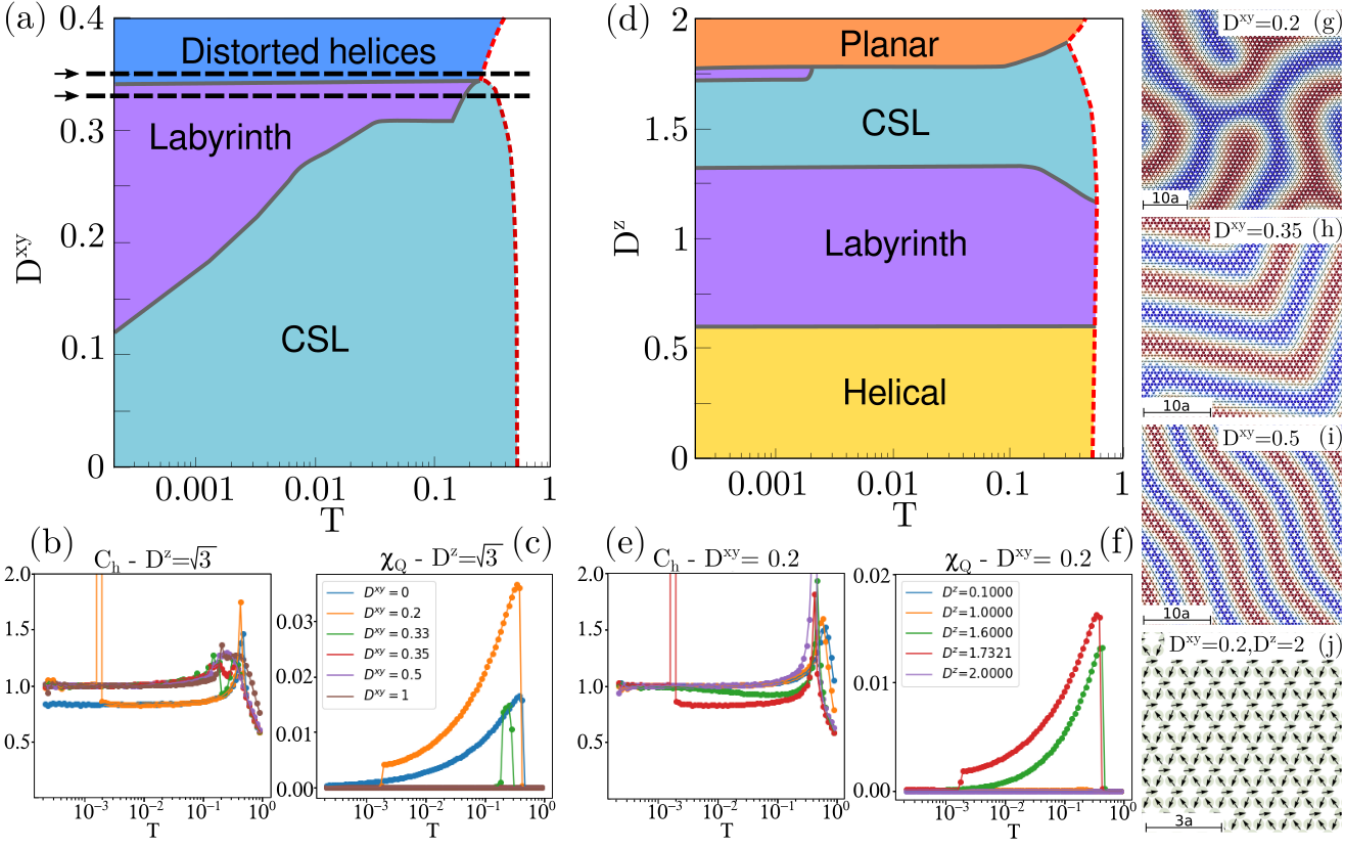 (a)
0.4
0.3
0.2
0.1
0
D^xy
Distorted helices
Labyrinth
CSL
0.001
0.01
0.1
1
T
(d)
2
1.5
1
0.5
0
D^z
Planar
CSL
Labyrinth
Helical
0.001
0.01
0.1
1
T
D^xy=0.2 (g)
10a
D^xy=0.35 (h)
10a
D^xy=0.5 (i)
10a
D^xy=0.2,D^z=2 (j)
3a
(b)
C_h - D^z=√3
2.0
1.5
1.0
0.5
10^−3
10^−2
10^−1
10^0
T
χ_Q - D^z=√3 (c)
0.03
0.02
0.01
0.00
D^xy = 0
D^xy = 0.2
D^xy = 0.33
D^xy = 0.35
D^xy = 0.5
D^xy = 1
10^−3
10^−2
10^−1
10^0
T
(e)
C_h - D^xy= 0.2
2.0
1.5
1.0
0.5
10^−3
10^−2
10^−1
10^0
T
χ_Q - D^xy= 0.2 (f)
0.02
0.01
0.00
D^z=0.1000
D^z=1.0000
D^z=1.6000
D^z=1.7321
D^z=2.0000
10^−3
10^−2
10^−1
10^0
T